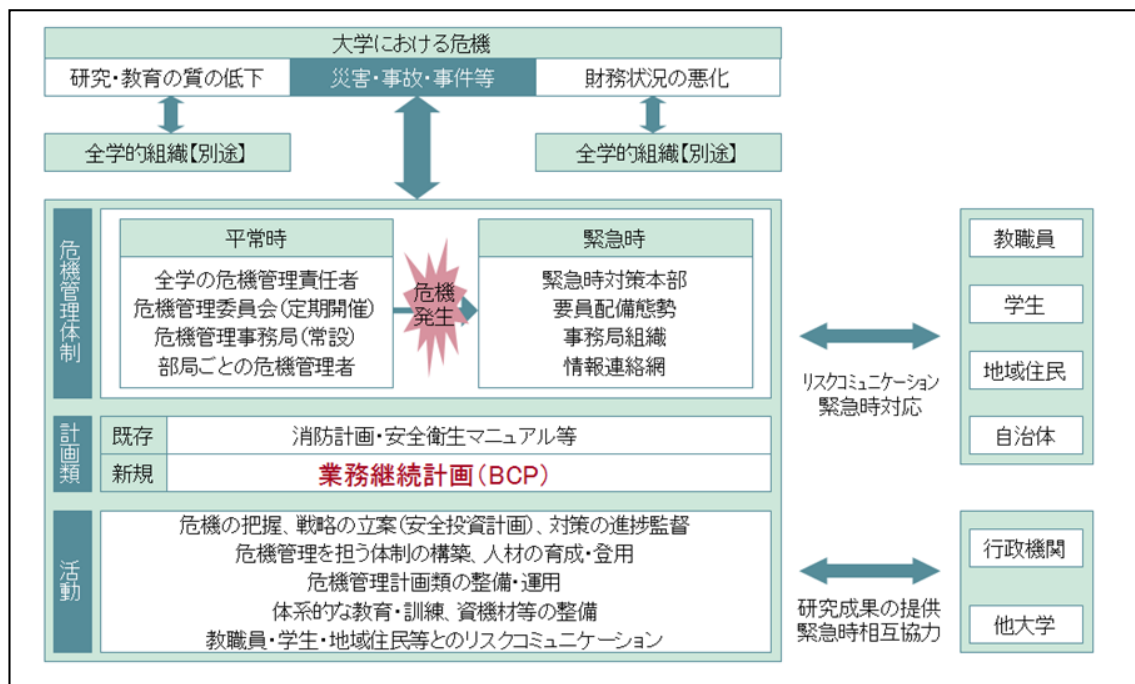 大学における危機
研究・教育の質の低下
災害・事故・事件等
財務状況の悪化
全学的組織【別途】
全学的組織【別途】
危機管理体制
平常時
全学の危機管理責任者
危機管理委員会(定期開催)
危機管理事務局(常設)
部局ごとの危機管理者
危機
発生
緊急時
緊急時対策本部
要員配備態勢
事務局組織
情報連絡網
計画類
既存
消防計画・安全衛生マニュアル等
新規
業務継続計画(BCP)
活動
危機の把握、戦略の立案(安全投資計画)、対策の進捗監督
危機管理を担う体制の構築、人材の育成・登用
危機管理計画類の整備・運用
体系的な教育・訓練、資機材等の整備
教職員・学生・地域住民等とのリスクコミュニケーション
リスクコミュニケーション
緊急時対応
教職員
学生
地域住民
自治体
研究成果の提供
緊急時相互協力
行政機関
他大学